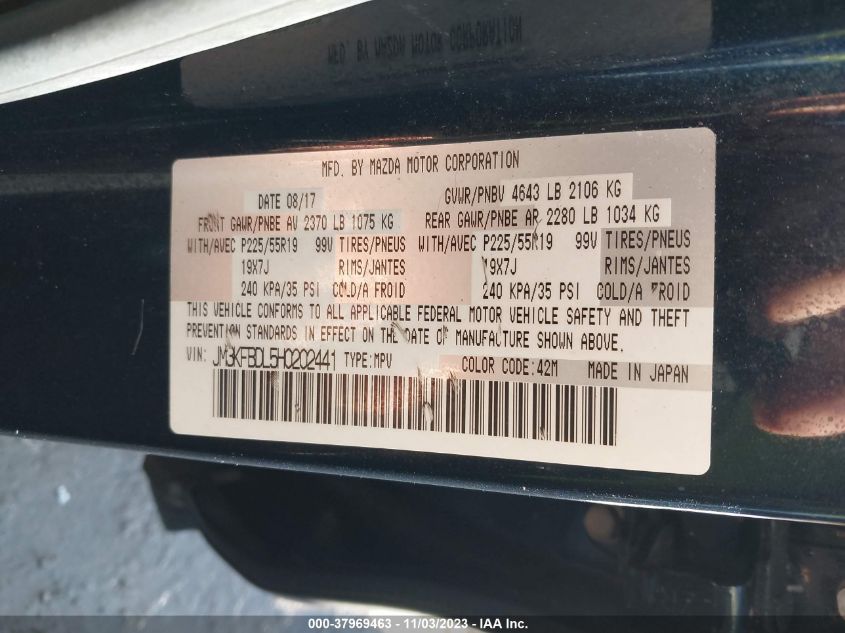 MFD. BY MAZDA MOTOR CORPORATION
MFD. BY MAZDA MOTOR CORPORATION
DATE 08/17 GVWR/PNBV 4643 LB 2106 KG
FRONT GAWR/PNBE AV 2370 LB 1075 KG REAR GAWR/PNBE AR 2280 LB 1034 KG
WITH/AVEC P225/55R19 99V TIRES/PNEUS WITH/AVEC P225/55R19 99V TIRES/PNEUS
19X7J RIMS/JANTES 19X7J RIMS/JANTES
240 KPA/35 PSI COLD/A FROID 240 KPA/35 PSI COLD/A FROID
THIS VEHICLE CONFORMS TO ALL APPLICABLE FEDERAL MOTOR VEHICLE SAFETY AND THEFT
PREVENTION STANDARDS IN EFFECT ON THE DATE OF MANUFACTURE SHOWN ABOVE.
VIN: JM3KFBDL5H0202441 TYPE:MPV COLOR CODE:42M MADE IN JAPAN
000-37969463 - 11/03/2023 - IAA Inc.